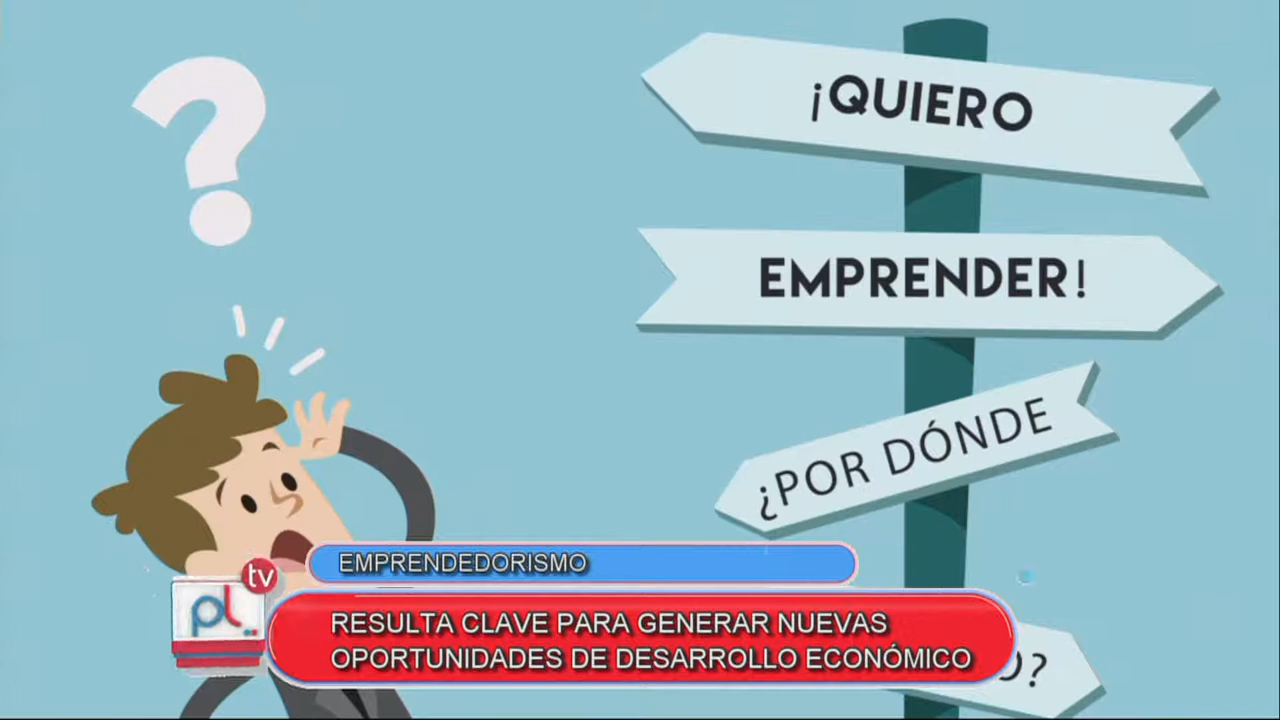 ¡QUIERO
EMPRENDER!
¿POR DÓNDE
O?
EMPRENDEDORISMO
tv
pl
RESULTA CLAVE PARA GENERAR NUEVAS
OPORTUNIDADES DE DESARROLLO ECONÓMICO